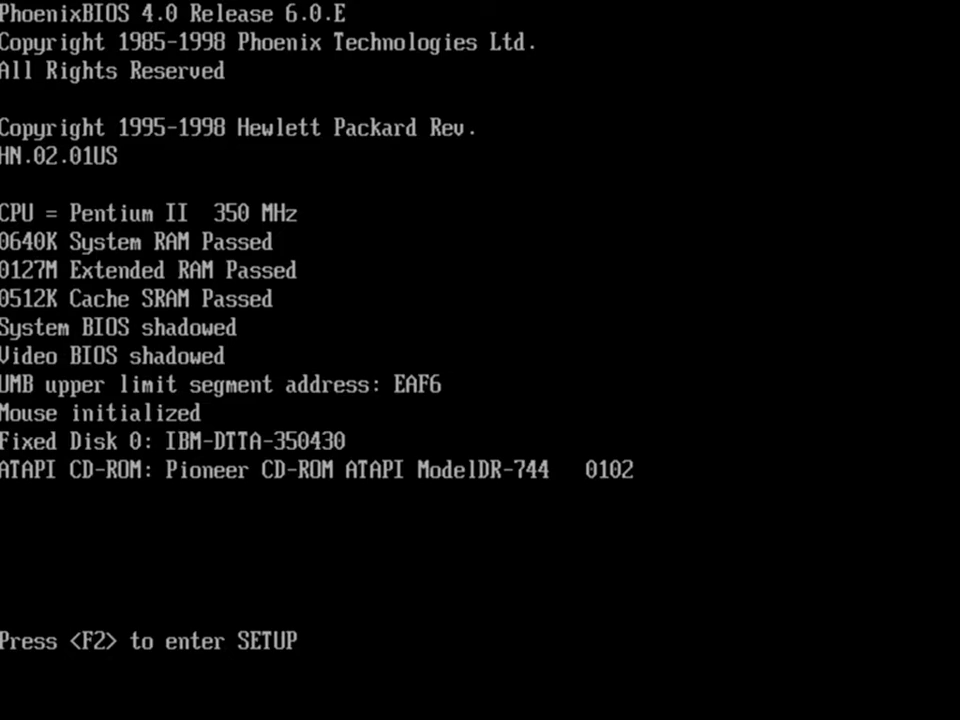 PhoenixBIOS 4.0 Release 6.0.E
Copyright 1985-1998 Phoenix Technologies Ltd.
All Rights Reserved
Copyright 1995-1998 Hewlett Packard Rev.
HN.02.01US
CPU = Pentium II  350 MHz
0640K System RAM Passed
0127M Extended RAM Passed
0512K Cache SRAM Passed
System BIOS shadowed
Video BIOS shadowed
UMB upper limit segment address: EAF6
Mouse initialized
Fixed Disk 0: IBM-DTTA-350430
ATAPI CD-ROM: Pioneer CD-ROM ATAPI ModelDR-744   0102
Press <F2> to enter SETUP